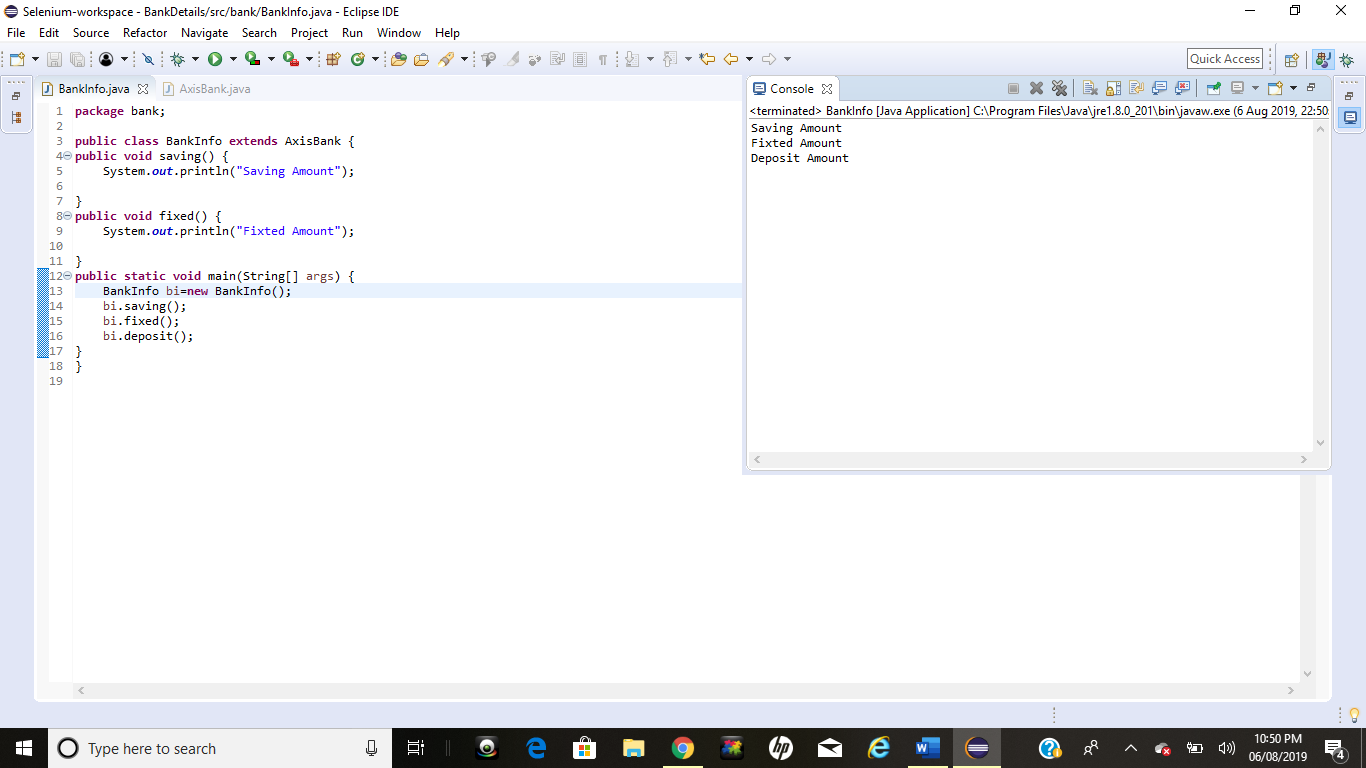 Selenium-workspace - BankDetails/src/bank/BankInfo.java - Eclipse IDE
File Edit Source Refactor Navigate Search Project Run Window Help
Quick Access
BankInfo.java AxisBank.java
1 package bank;
2
3 public class BankInfo extends AxisBank {
4 public void saving() {
5 System.out.println("Saving Amount");
6
7 }
8 public void fixed() {
9 System.out.println("Fixted Amount");
10
11 }
12 public static void main(String[] args) {
13 BankInfo bi=new BankInfo();
14 bi.saving();
15 bi.fixed();
16 bi.deposit();
17 }
18 }
19
Console
<terminated> BankInfo [Java Application] C:\Program Files\Java\jre1.8.0_201\bin\javaw.exe (6 Aug 2019, 22:50:
Saving Amount
Fixted Amount
Deposit Amount
Type here to search
10:50 PM
06/08/2019
4